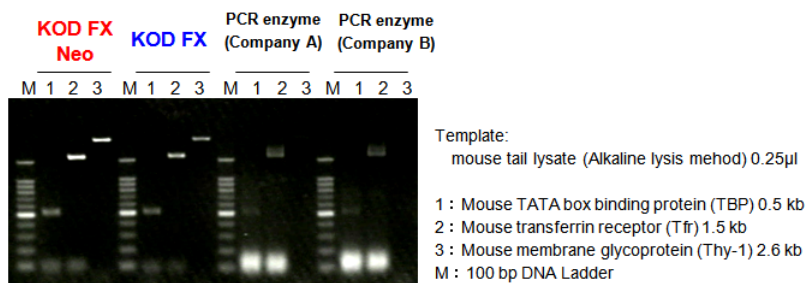 KOD FX
Neo
KOD FX
PCR enzyme
(Company A)
PCR enzyme
(Company B)
M 1 2 3 M 1 2 3 M 1 2 3 M 1 2 3
Template:
mouse tail lysate (Alkaline lysis mehod) 0.25µl
1：Mouse TATA box binding protein (TBP) 0.5 kb
2：Mouse transferrin receptor (Tfr) 1.5 kb
3：Mouse membrane glycoprotein (Thy-1) 2.6 kb
M：100 bp DNA Ladder